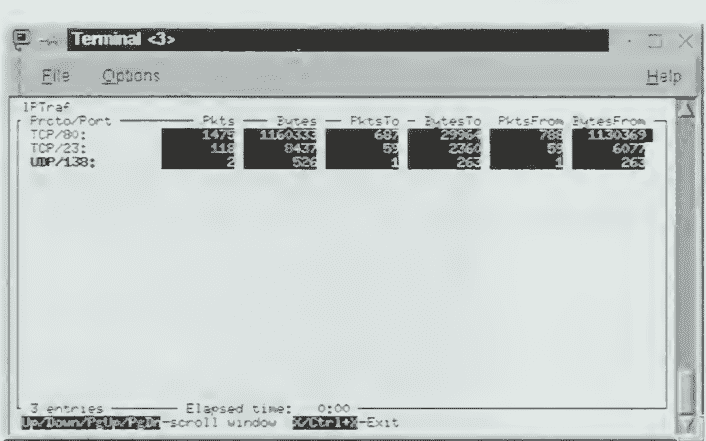 Terminal <3>
File Options Help
IPTraf
Proto/Port Pkts Bytes PktsTo BytesTo PktsFrom BytesFrom
TCP/80: 1475 1160333 687 29964 788 1130369
TCP/23: 118 8437 59 2360 59 6077
UDP/138: 2 526 1 263 1 263
3 entries Elapsed time: 0:00
Up/Down/PgUp/PgDn-scroll window X/Ctrl+X-Exit